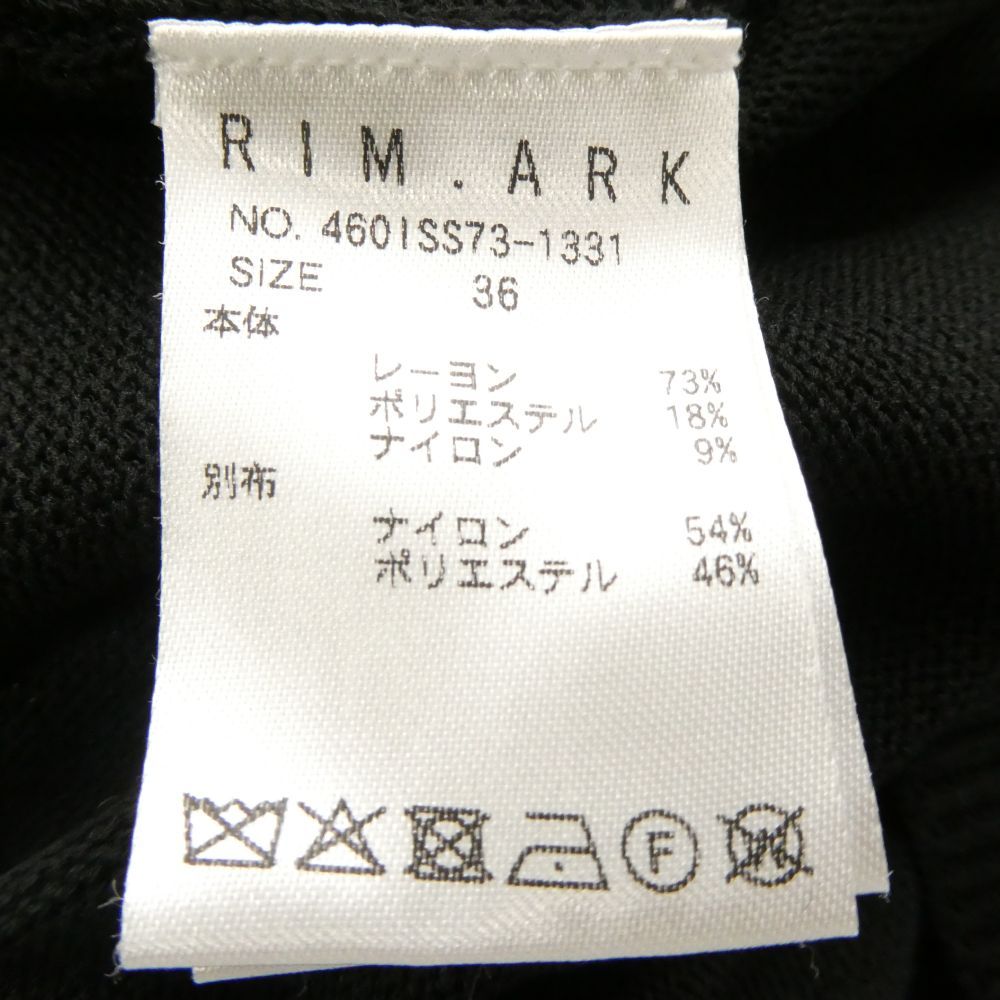 RIM.ARK
NO. 460ISS73-1331
SIZE 36
本体
レーヨン 73%
ポリエステル 18%
ナイロン 9%
別布
ナイロン 54%
ポリエステル 46%
F W